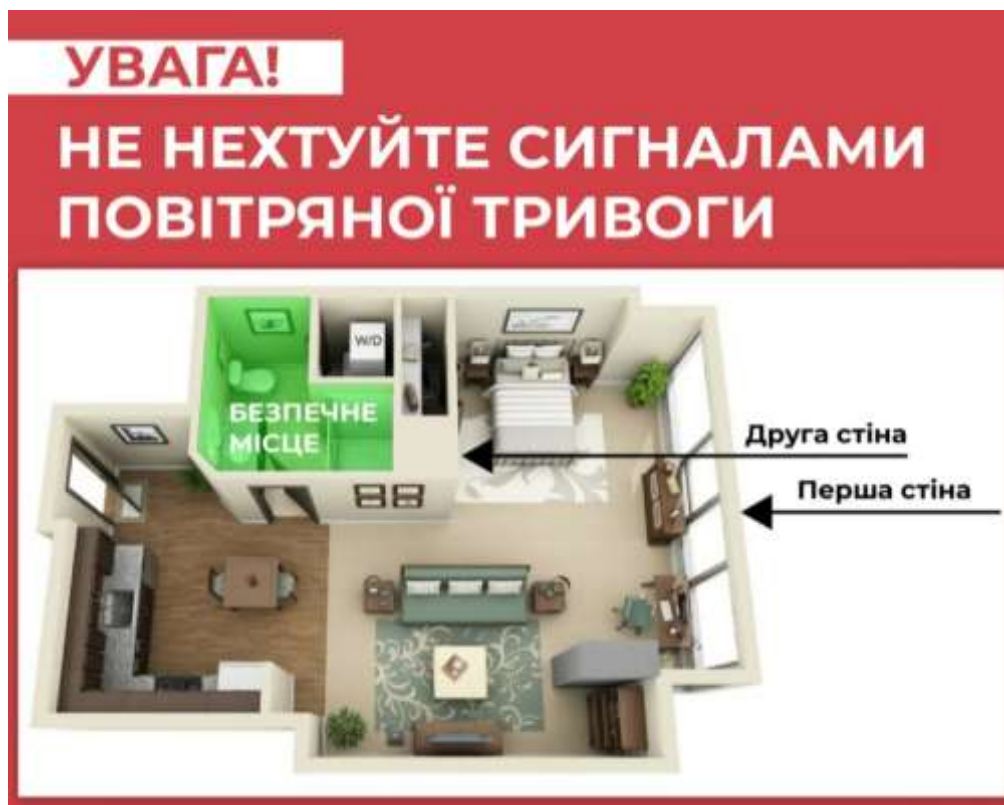 УВАГА!
НЕ НЕХТУЙТЕ СИГНАЛАМИ
ПОВІТРЯНОЇ ТРИВОГИ
W/D
БЕЗПЕЧНЕ
МІСЦЕ
Друга стіна
Перша стіна